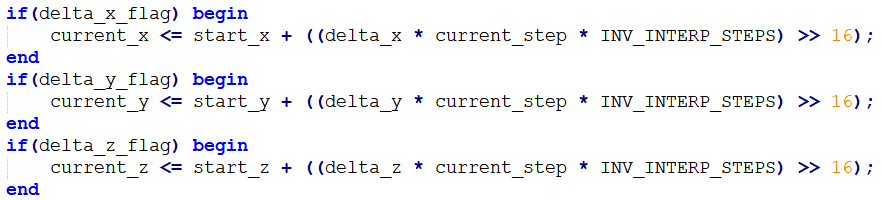 if(delta_x_flag) begin
    current_x <= start_x + ((delta_x * current_step * INV_INTERP_STEPS) >> 16);
end
if(delta_y_flag) begin
    current_y <= start_y + ((delta_y * current_step * INV_INTERP_STEPS) >> 16);
end
if(delta_z_flag) begin
    current_z <= start_z + ((delta_z * current_step * INV_INTERP_STEPS) >> 16);
end